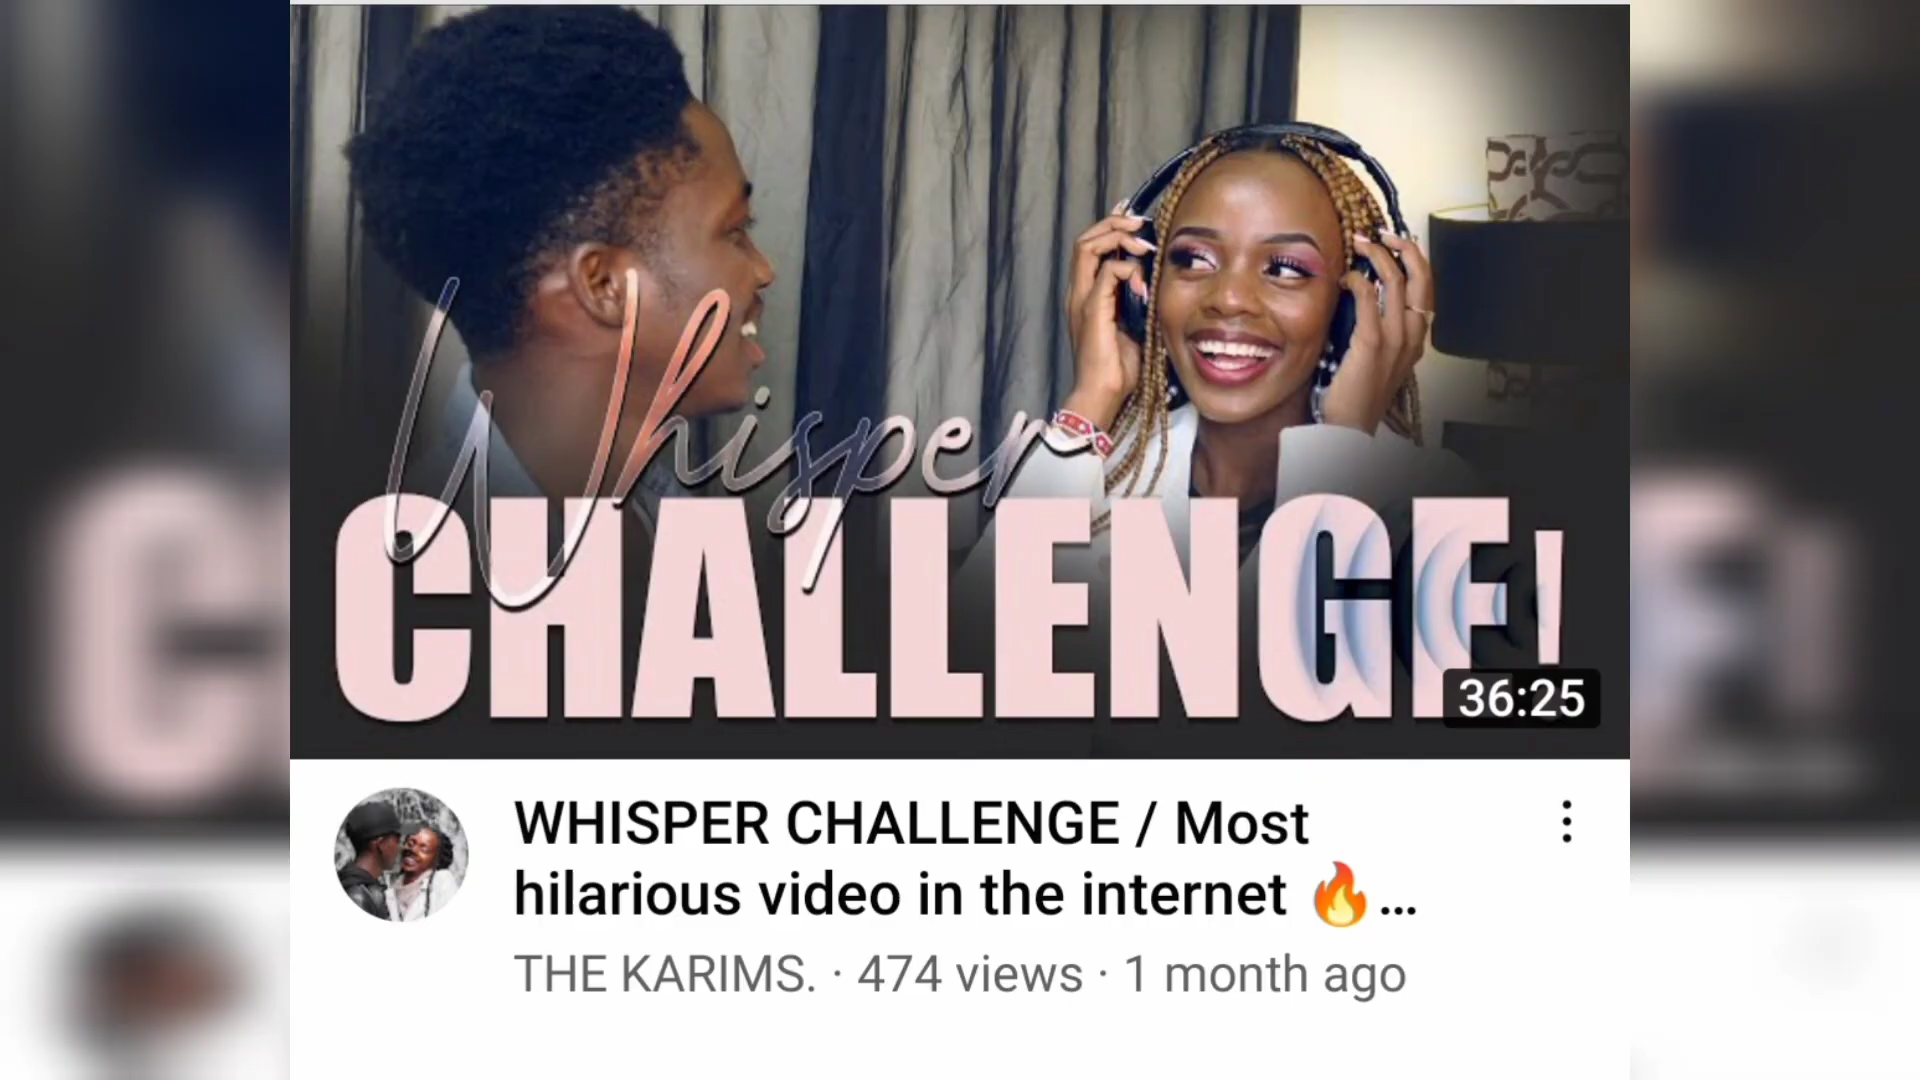 Whisper
CHALLENGE!
36:25
WHISPER CHALLENGE / Most
hilarious video in the internet 🔥...
THE KARIMS. · 474 views · 1 month ago